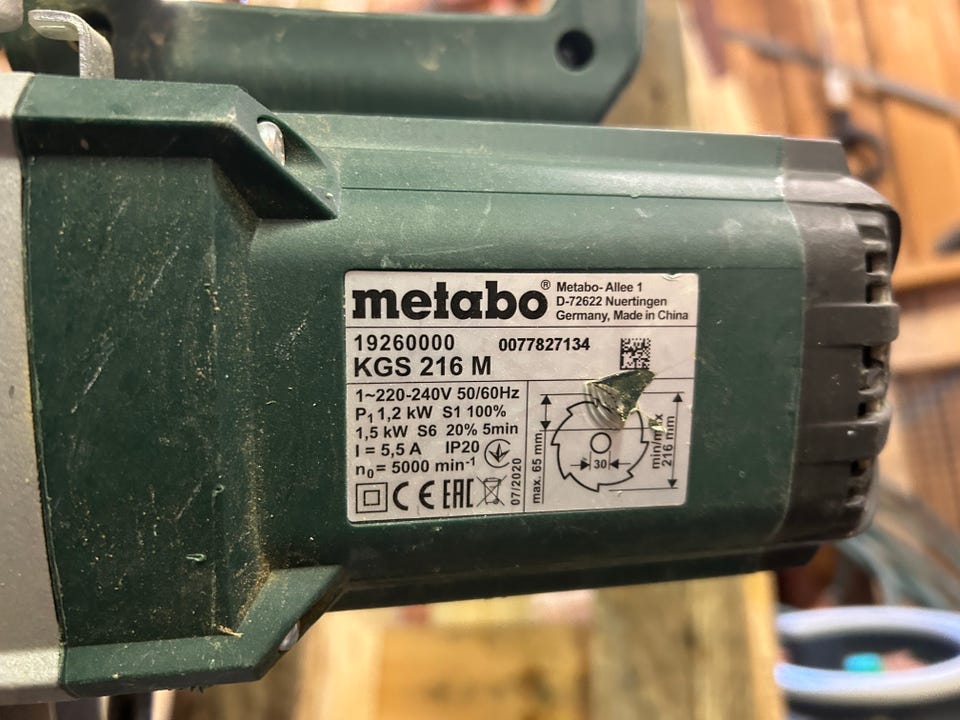 metabo®
Metabo- Allee 1
D-72622 Nuertingen
Germany, Made in China
19260000
0077827134
KGS 216 M
1~220-240V 50/60Hz
P1 1,2 kW S1 100%
1,5 kW S6 20% 5min
I = 5,5 A IP20
n0 = 5000 min-1
CE EAC
07/2020
max. 65 mm
30
min/max
216 mm